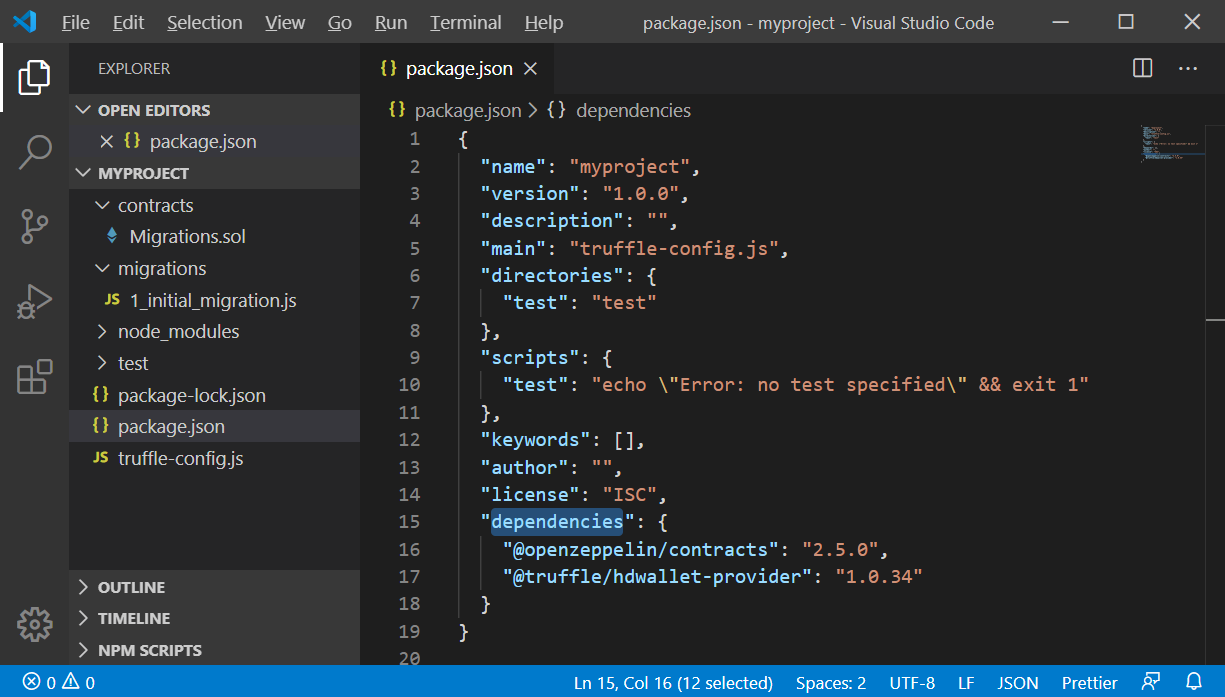 File Edit Selection View Go Run Terminal Help package.json - myproject - Visual Studio Code
EXPLORER
OPEN EDITORS
{} package.json
MYPROJECT
contracts
Migrations.sol
migrations
JS 1_initial_migration.js
node_modules
test
{} package-lock.json
{} package.json
JS truffle-config.js
OUTLINE
TIMELINE
NPM SCRIPTS
{} package.json
{} package.json > {} dependencies
1 {
2 "name": "myproject",
3 "version": "1.0.0",
4 "description": "",
5 "main": "truffle-config.js",
6 "directories": {
7 "test": "test"
8 },
9 "scripts": {
10 "test": "echo \"Error: no test specified\" && exit 1"
11 },
12 "keywords": [],
13 "author": "",
14 "license": "ISC",
15 "dependencies": {
16 "@openzeppelin/contracts": "2.5.0",
17 "@truffle/hdwallet-provider": "1.0.34"
18 }
19 }
20
0 0 Ln 15, Col 16 (12 selected) Spaces: 2 UTF-8 LF JSON Prettier